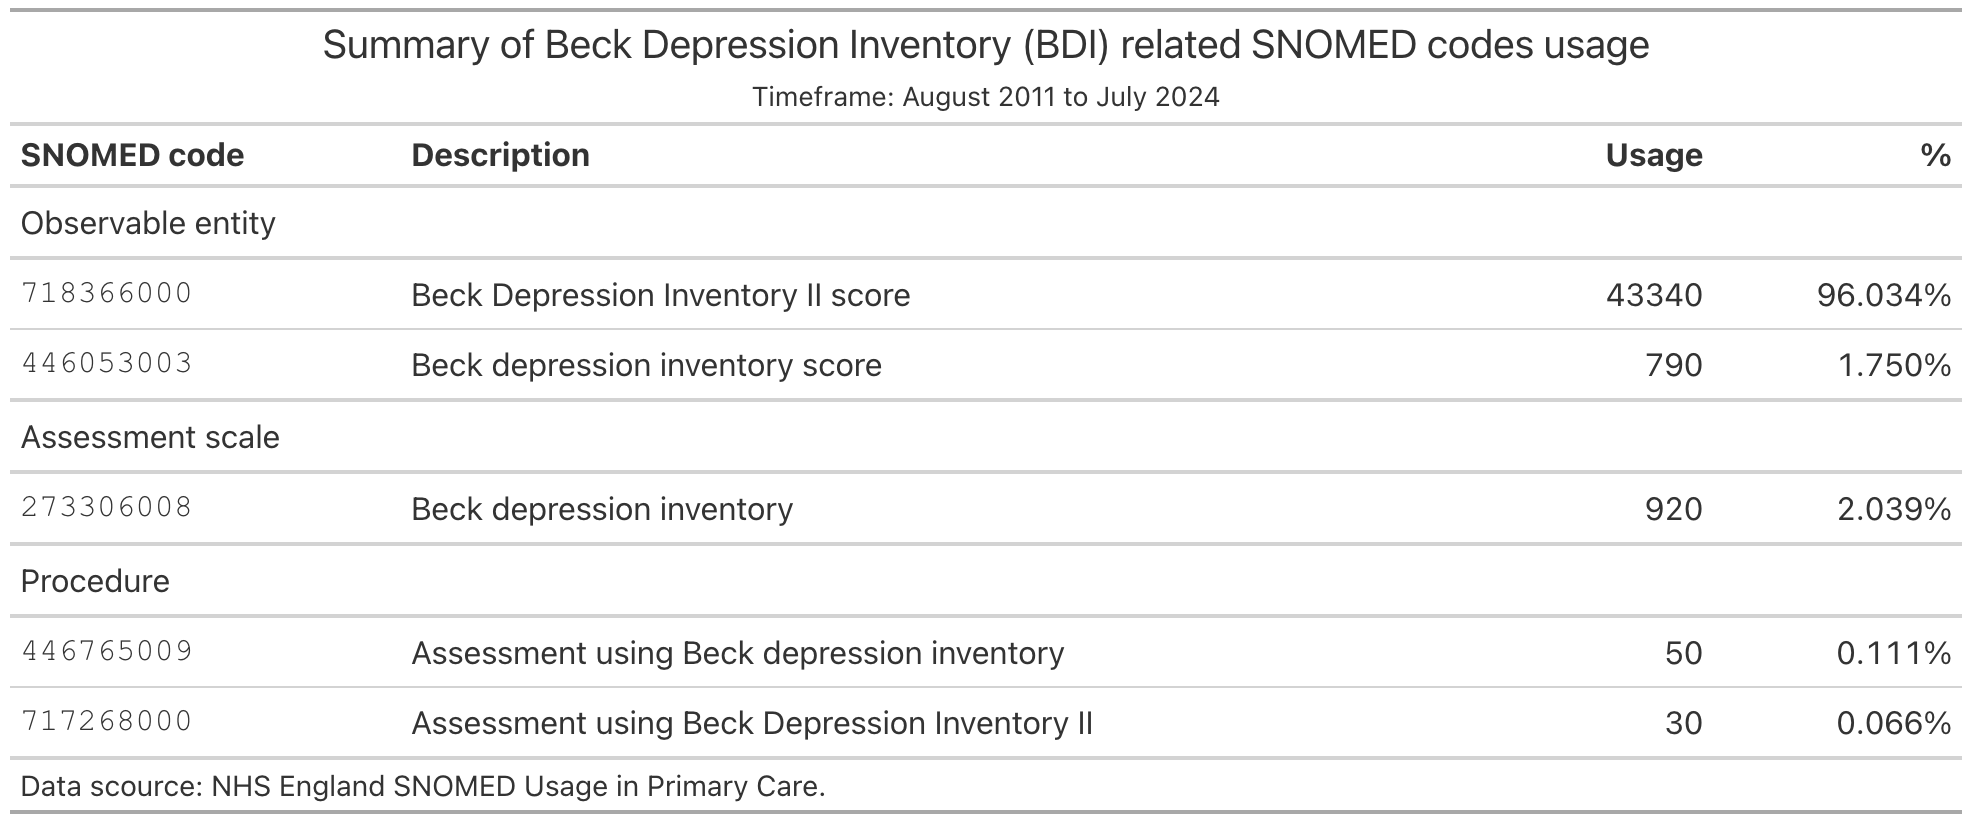 Summary of Beck Depression Inventory (BDI) related SNOMED codes usage
Timeframe: August 2011 to July 2024
SNOMED code Description Usage %
Observable entity
718366000 Beck Depression Inventory II score 43340 96.034%
446053003 Beck depression inventory score 790 1.750%
Assessment scale
273306008 Beck depression inventory 920 2.039%
Procedure
446765009 Assessment using Beck depression inventory 50 0.111%
717268000 Assessment using Beck Depression Inventory II 30 0.066%
Data scource: NHS England SNOMED Usage in Primary Care.